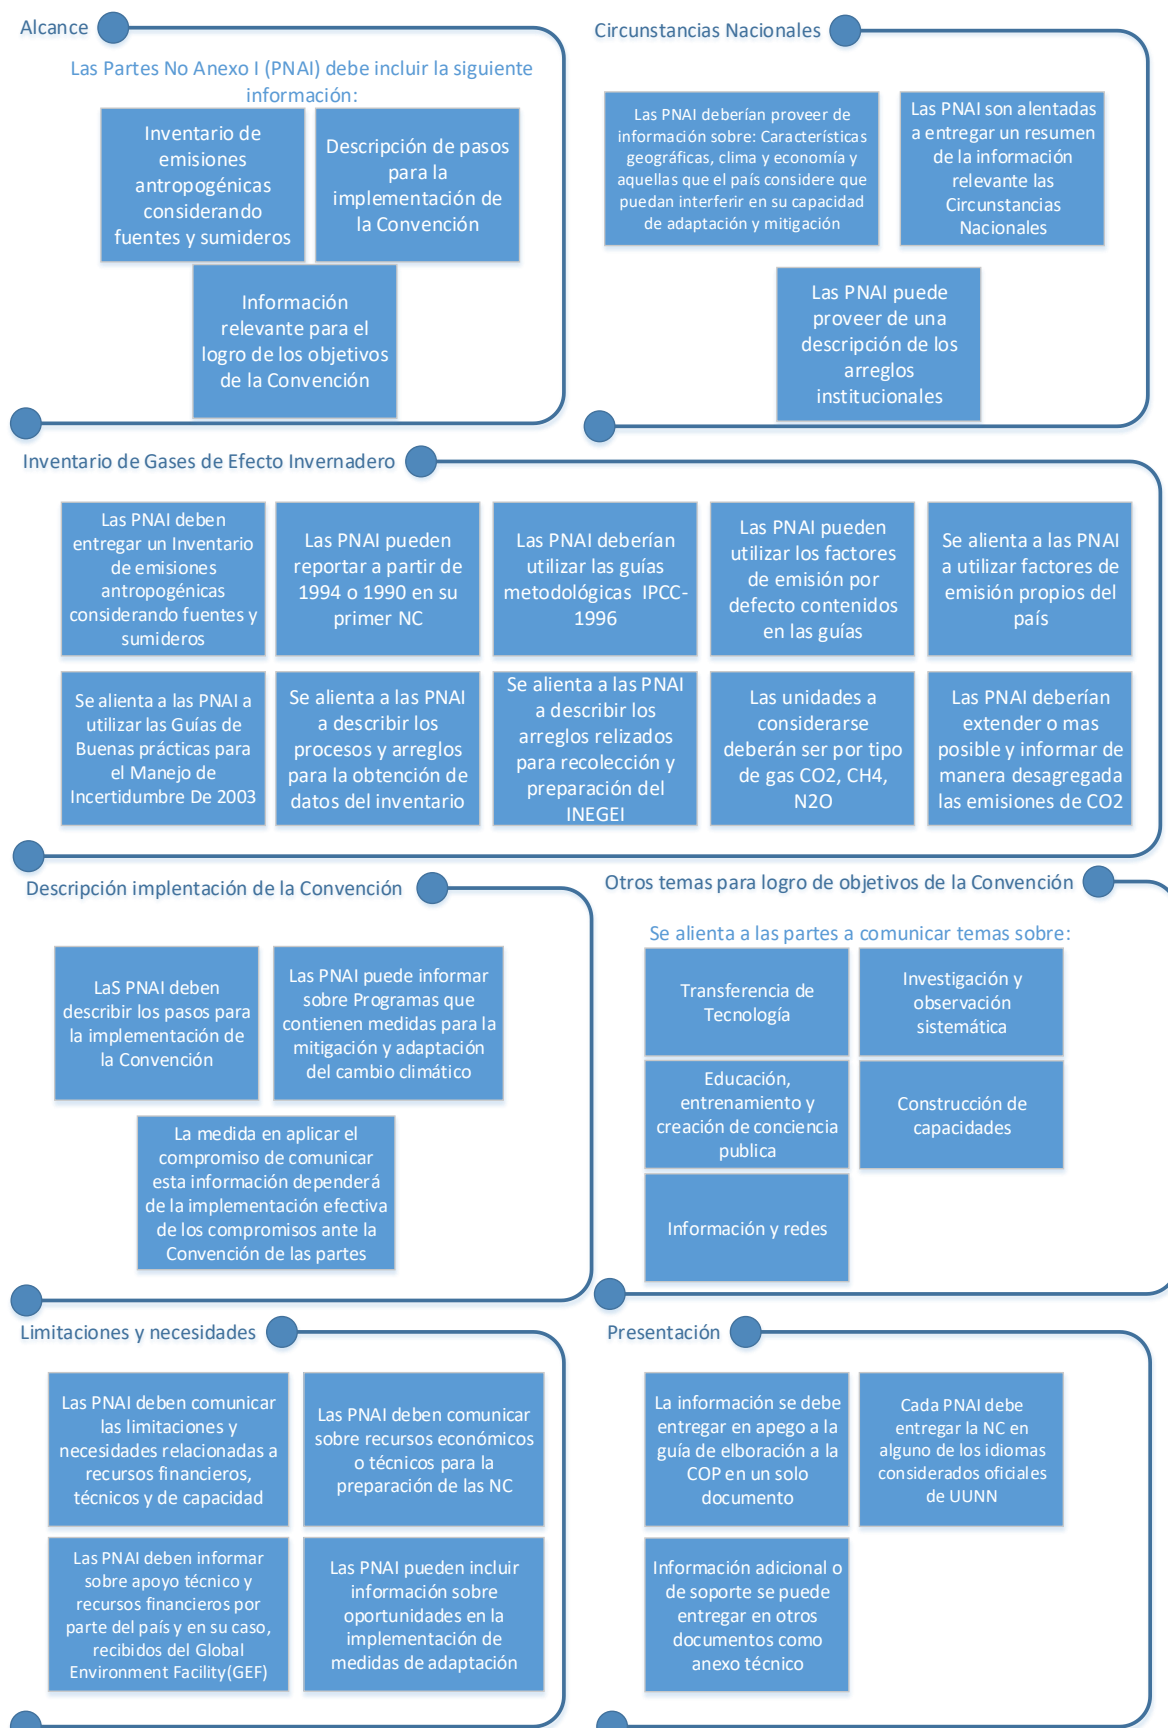 Alcance
Las Partes No Anexo I (PNAI) debe incluir la siguiente
información:
Inventario de
emisiones
antropogénicas
considerando
fuentes y sumideros
Descripción de pasos
para la
implementación de
la Convención
Información
relevante para el
logro de los objetivos
de la Convención
Circunstancias Nacionales
Las PNAI deberían proveer de
información sobre: Características
geográficas, clima y economía y
aquellas que el país considere que
puedan interferir en su capacidad
de adaptación y mitigación
Las PNAI son alentadas
a entregar un resumen
de la información
relevante las
Circunstancias
Nacionales
Las PNAI puede
proveer de una
descripción de los
arreglos
institucionales
Inventario de Gases de Efecto Invernadero
Las PNAI deben
entregar un Inventario
de emisiones
antropogénicas
considerando fuentes y
sumideros
Las PNAI pueden
reportar a partir de
1994 o 1990 en su
primer NC
Las PNAI deberían
utilizar las guías
metodológicas IPCC-
1996
Las PNAI pueden
utilizar los factores
de emisión por
defecto contenidos
en las guías
Se alienta a las PNAI
a utilizar factores de
emisión propios del
país
Se alienta a las PNAI a
utilizar las Guías de
Buenas prácticas para
el Manejo de
Incertidumbre De 2003
Se alienta a las PNAI
a describir los
procesos y arreglos
para la obtención de
datos del inventario
Se alienta a las PNAI
a describir los
arreglos relizados
para recolección y
preparación del
INEGEI
Las unidades a
considerarse
deberán ser por tipo
de gas CO2, CH4,
N2O
Las PNAI deberían
extender o mas
posible y informar de
manera desagregada
las emisiones de CO2
Descripción implentación de la Convención
LaS PNAI deben
describir los pasos para
la implementación de
la Convención
Las PNAI puede informar
sobre Programas que
contienen medidas para la
mitigación y adaptación
del cambio climático
La medida en aplicar el
compromiso de comunicar
esta información dependerá
de la implementación efectiva
de los compromisos ante la
Convención de las partes
Otros temas para logro de objetivos de la Convención
Se alienta a las partes a comunicar temas sobre:
Transferencia de
Tecnología
Investigación y
observación
sistemática
Educación,
entrenamiento y
creación de conciencia
publica
Construcción de
capacidades
Información y redes
Limitaciones y necesidades
Las PNAI deben comunicar
las limitaciones y
necesidades relacionadas a
recursos financieros,
técnicos y de capacidad
Las PNAI deben comunicar
sobre recursos económicos
o técnicos para la
preparación de las NC
Las PNAI deben informar
sobre apoyo técnico y
recursos financieros por
parte del país y en su caso,
recibidos del Global
Environment Facility(GEF)
Las PNAI pueden incluir
información sobre
oportunidades en la
implementación de
medidas de adaptación
Presentación
La información se debe
entregar en apego a la
guía de elboración a la
COP en un solo
documento
Cada PNAI debe
entregar la NC en
alguno de los idiomas
considerados oficiales
de UUNN
Información adicional o
de soporte se puede
entregar en otros
documentos como
anexo técnico